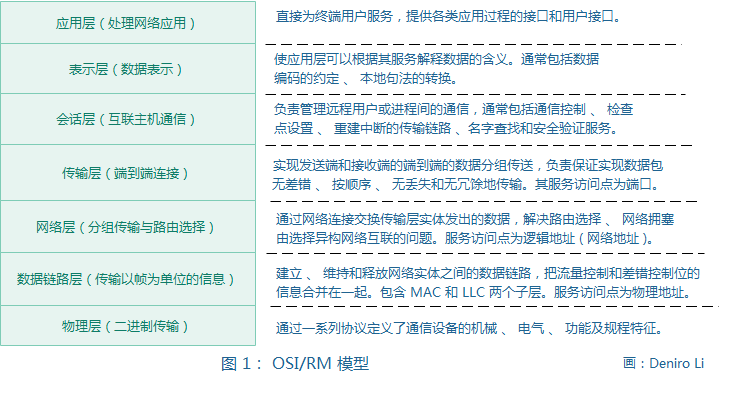 应用层（处理网络应用）
直接为终端用户服务，提供各类应用过程的接口和用户接口。
表示层（数据表示）
使应用层可以根据其服务解释数据的含义。通常包括数据
编码的约定 、 本地句法的转换。
会话层（互联主机通信）
负责管理远程用户或进程间的通信，通常包括通信控制 、 检查
点设置 、 重建中断的传输链路 、名字查找和安全验证服务。
传输层（端到端连接）
实现发送端和接收端的端到端的数据分组传送，负责保证实现数据包
无差错 、 按顺序 、 无丢失和无冗馀地传输。其服务访问点为端口。
网络层（分组传输与路由选择）
通过网络连接交换传输层实体发出的数据，解决路由选择 、 网络拥塞
由选择异构网络互联的问题。服务访问点为逻辑地址（ 网络地址 ）。
数据链路层（传输以帧为单位的信息）
建立 、 维持和释放网络实体之间的数据链路，把流量控制和差错控制位的
信息合并在一起。包含 MAC 和 LLC 两个子层。服务访问点为物理地址。
物理层（二进制传输）
通过一系列协议定义了通信设备的机械 、 电气 、 功能及规程特征。
图 1： OSI/RM 模型
画：Deniro Li